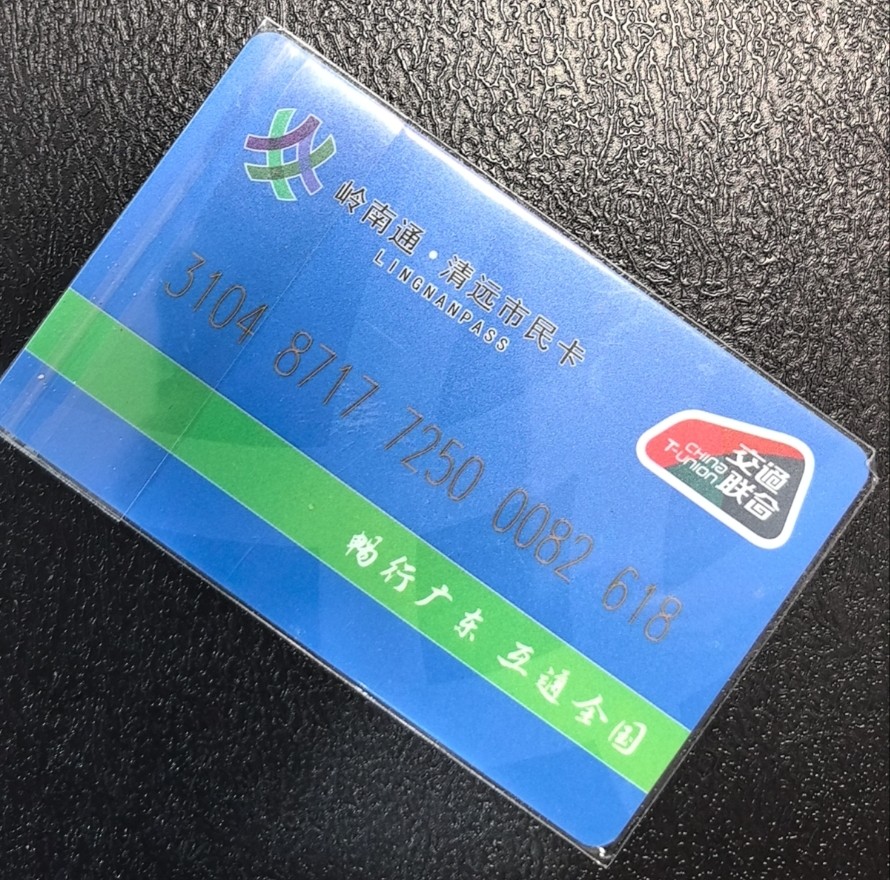 岭南通·清远市民卡
LINGNANPASS
3104 8717 7250 0082 618
CHINA
T-UNION
交通
联合
畅行广东 互通全国